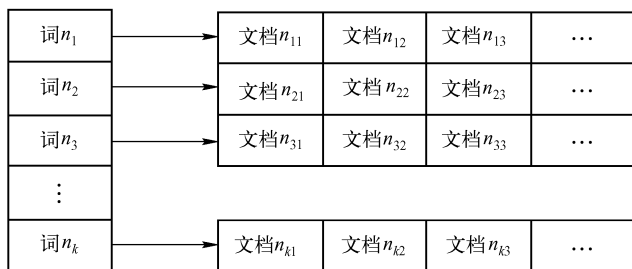 词n₁ 文档n₁₁ 文档n₁₂ 文档n₁₃ …
词n₂ 文档n₂₁ 文档n₂₂ 文档n₂₃ …
词n₃ 文档n₃₁ 文档n₃₂ 文档n₃₃ …
⋮
词nₖ 文档nₖ₁ 文档nₖ₂ 文档nₖ₃ …